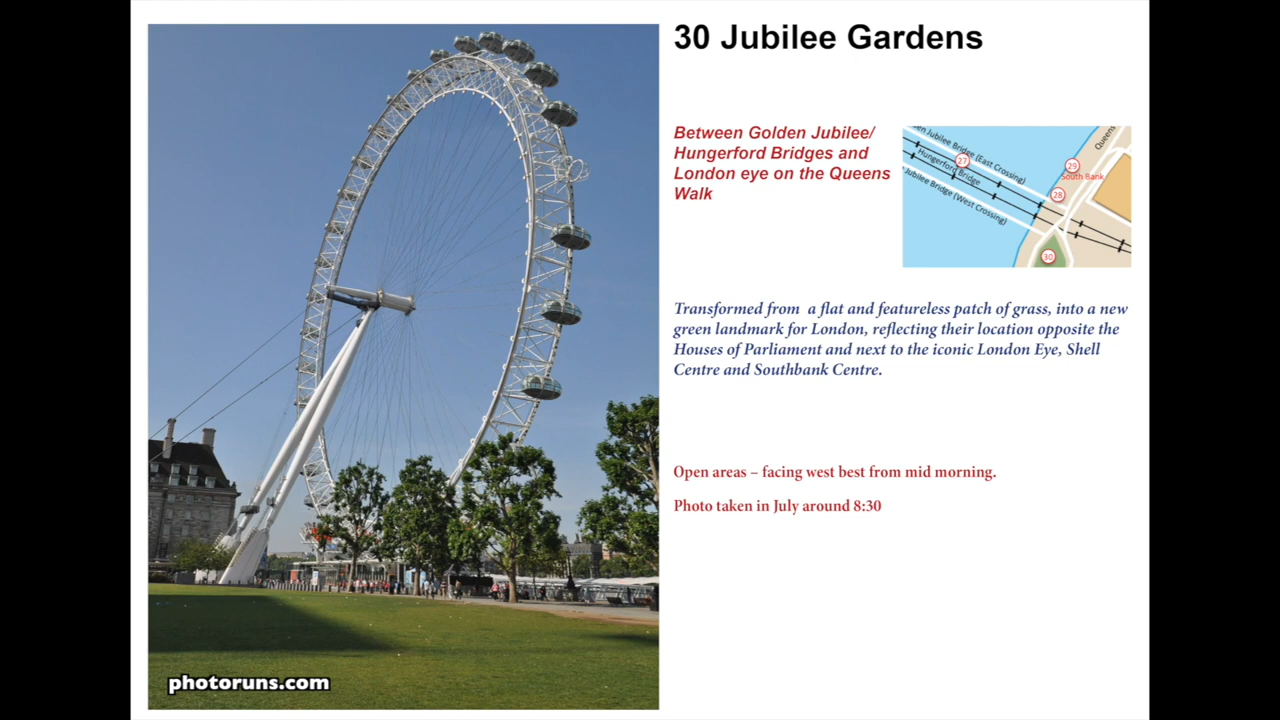 30 Jubilee Gardens
Between Golden Jubilee/
Hungerford Bridges and
London eye on the Queens
Walk
en Jubilee Bridge (East Crossing)
Hungerford Bridge
Jubilee Bridge (West Crossing)
Queens
27
29
South Bank
28
30
Transformed from a flat and featureless patch of grass, into a new
green landmark for London, reflecting their location opposite the
Houses of Parliament and next to the iconic London Eye, Shell
Centre and Southbank Centre.
Open areas – facing west best from mid morning.
Photo taken in July around 8:30
photoruns.com